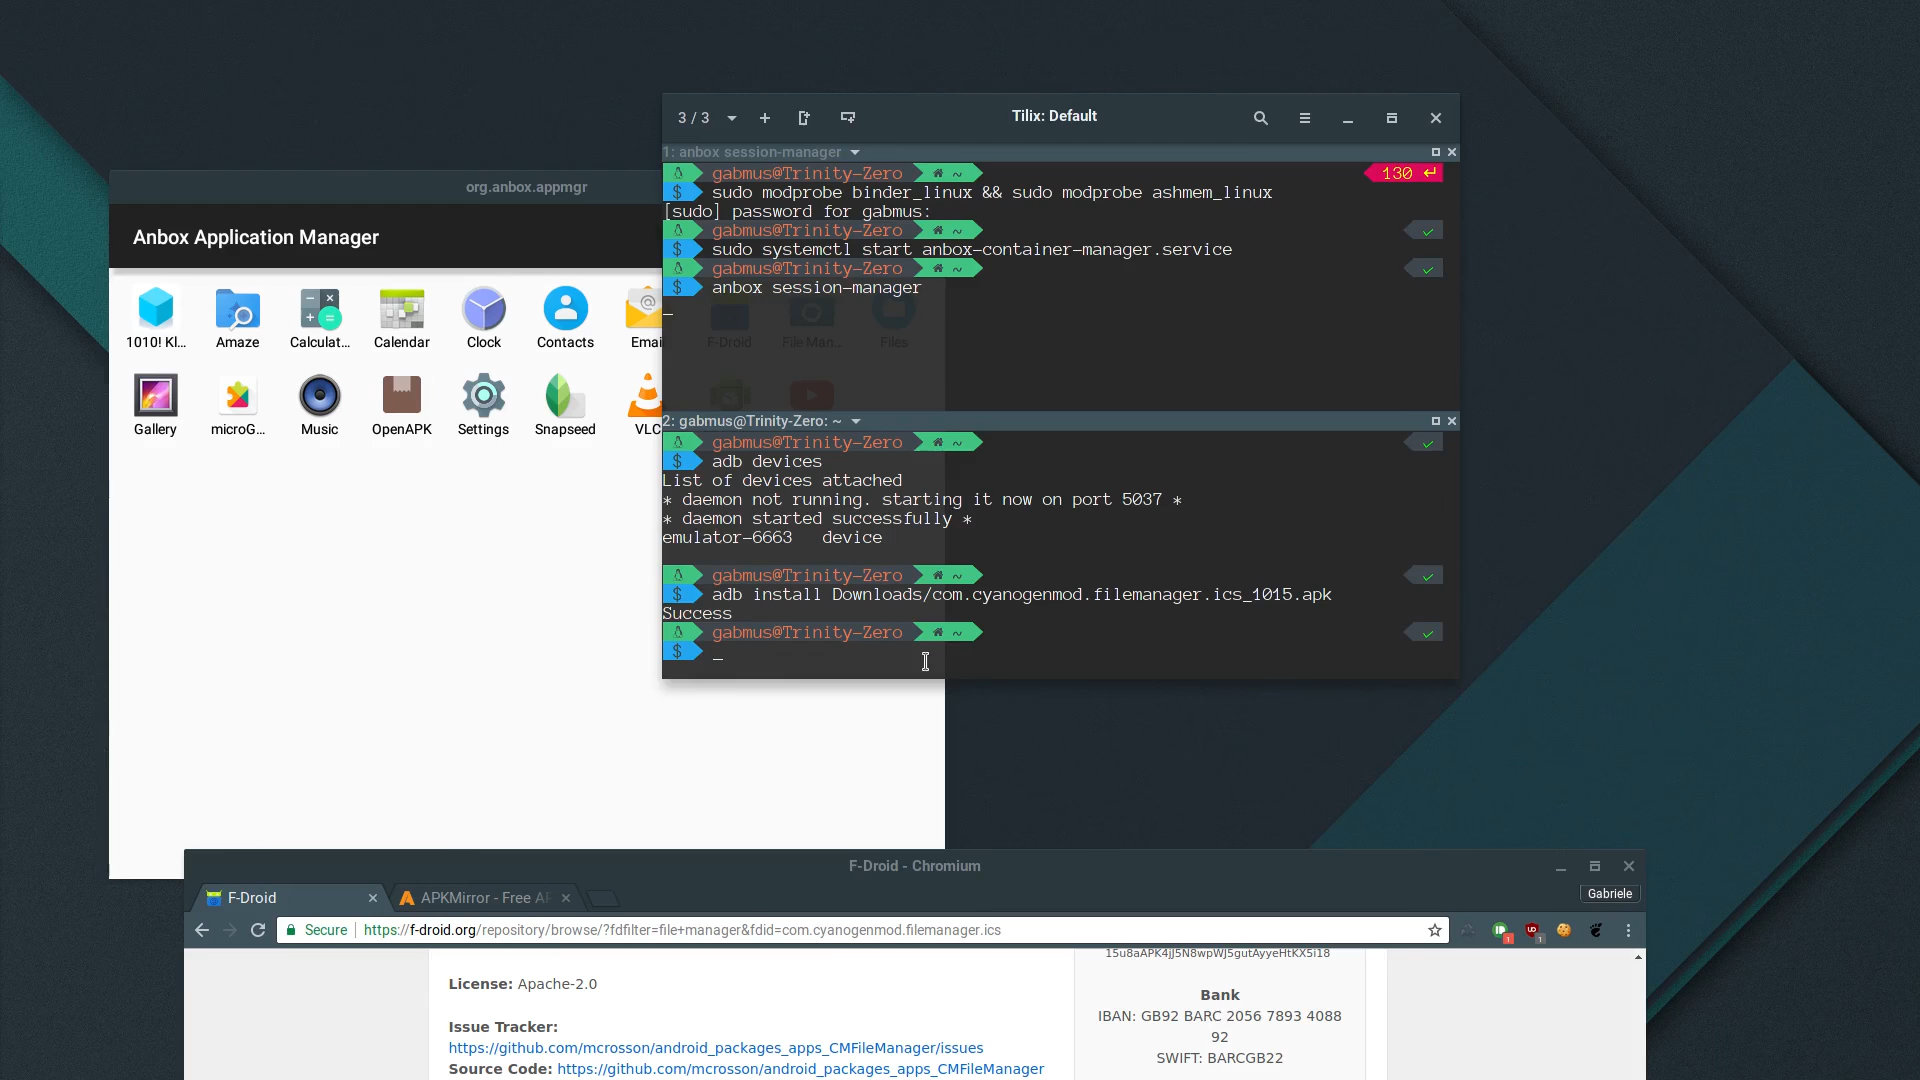 3 / 3
Tilix: Default
1: anbox session-manager
gabmus@Trinity-Zero ~
130
$ sudo modprobe binder_linux && sudo modprobe ashmem_linux
[sudo] password for gabmus:
gabmus@Trinity-Zero ~
$ sudo systemctl start anbox-container-manager.service
gabmus@Trinity-Zero ~
$ anbox session-manager
_
2: gabmus@Trinity-Zero: ~
gabmus@Trinity-Zero ~
$ adb devices
List of devices attached
* daemon not running. starting it now on port 5037 *
* daemon started successfully *
emulator-6663 device
gabmus@Trinity-Zero ~
$ adb install Downloads/com.cyanogenmod.filemanager.ics_1015.apk
Success
gabmus@Trinity-Zero ~
$ _
org.anbox.appmgr
Anbox Application Manager
1010! Kl... Amaze Calculat... Calendar Clock Contacts Email F-Droid File Man... Files
Gallery microG... Music OpenAPK Settings Snapseed VLC
F-Droid - Chromium
F-Droid
APKMirror - Free AP
Gabriele
Secure https://f-droid.org/repository/browse/?fdfilter=file+manager&fdid=com.cyanogenmod.filemanager.ics
License: Apache-2.0
Issue Tracker:
https://github.com/mcrosson/android_packages_apps_CMFileManager/issues
Source Code: https://github.com/mcrosson/android_packages_apps_CMFileManager
15u8aAPK4jJ5N8wpWJ5gutAyyeHtKX5i18
Bank
IBAN: GB92 BARC 2056 7893 4088
92
SWIFT: BARCGB22